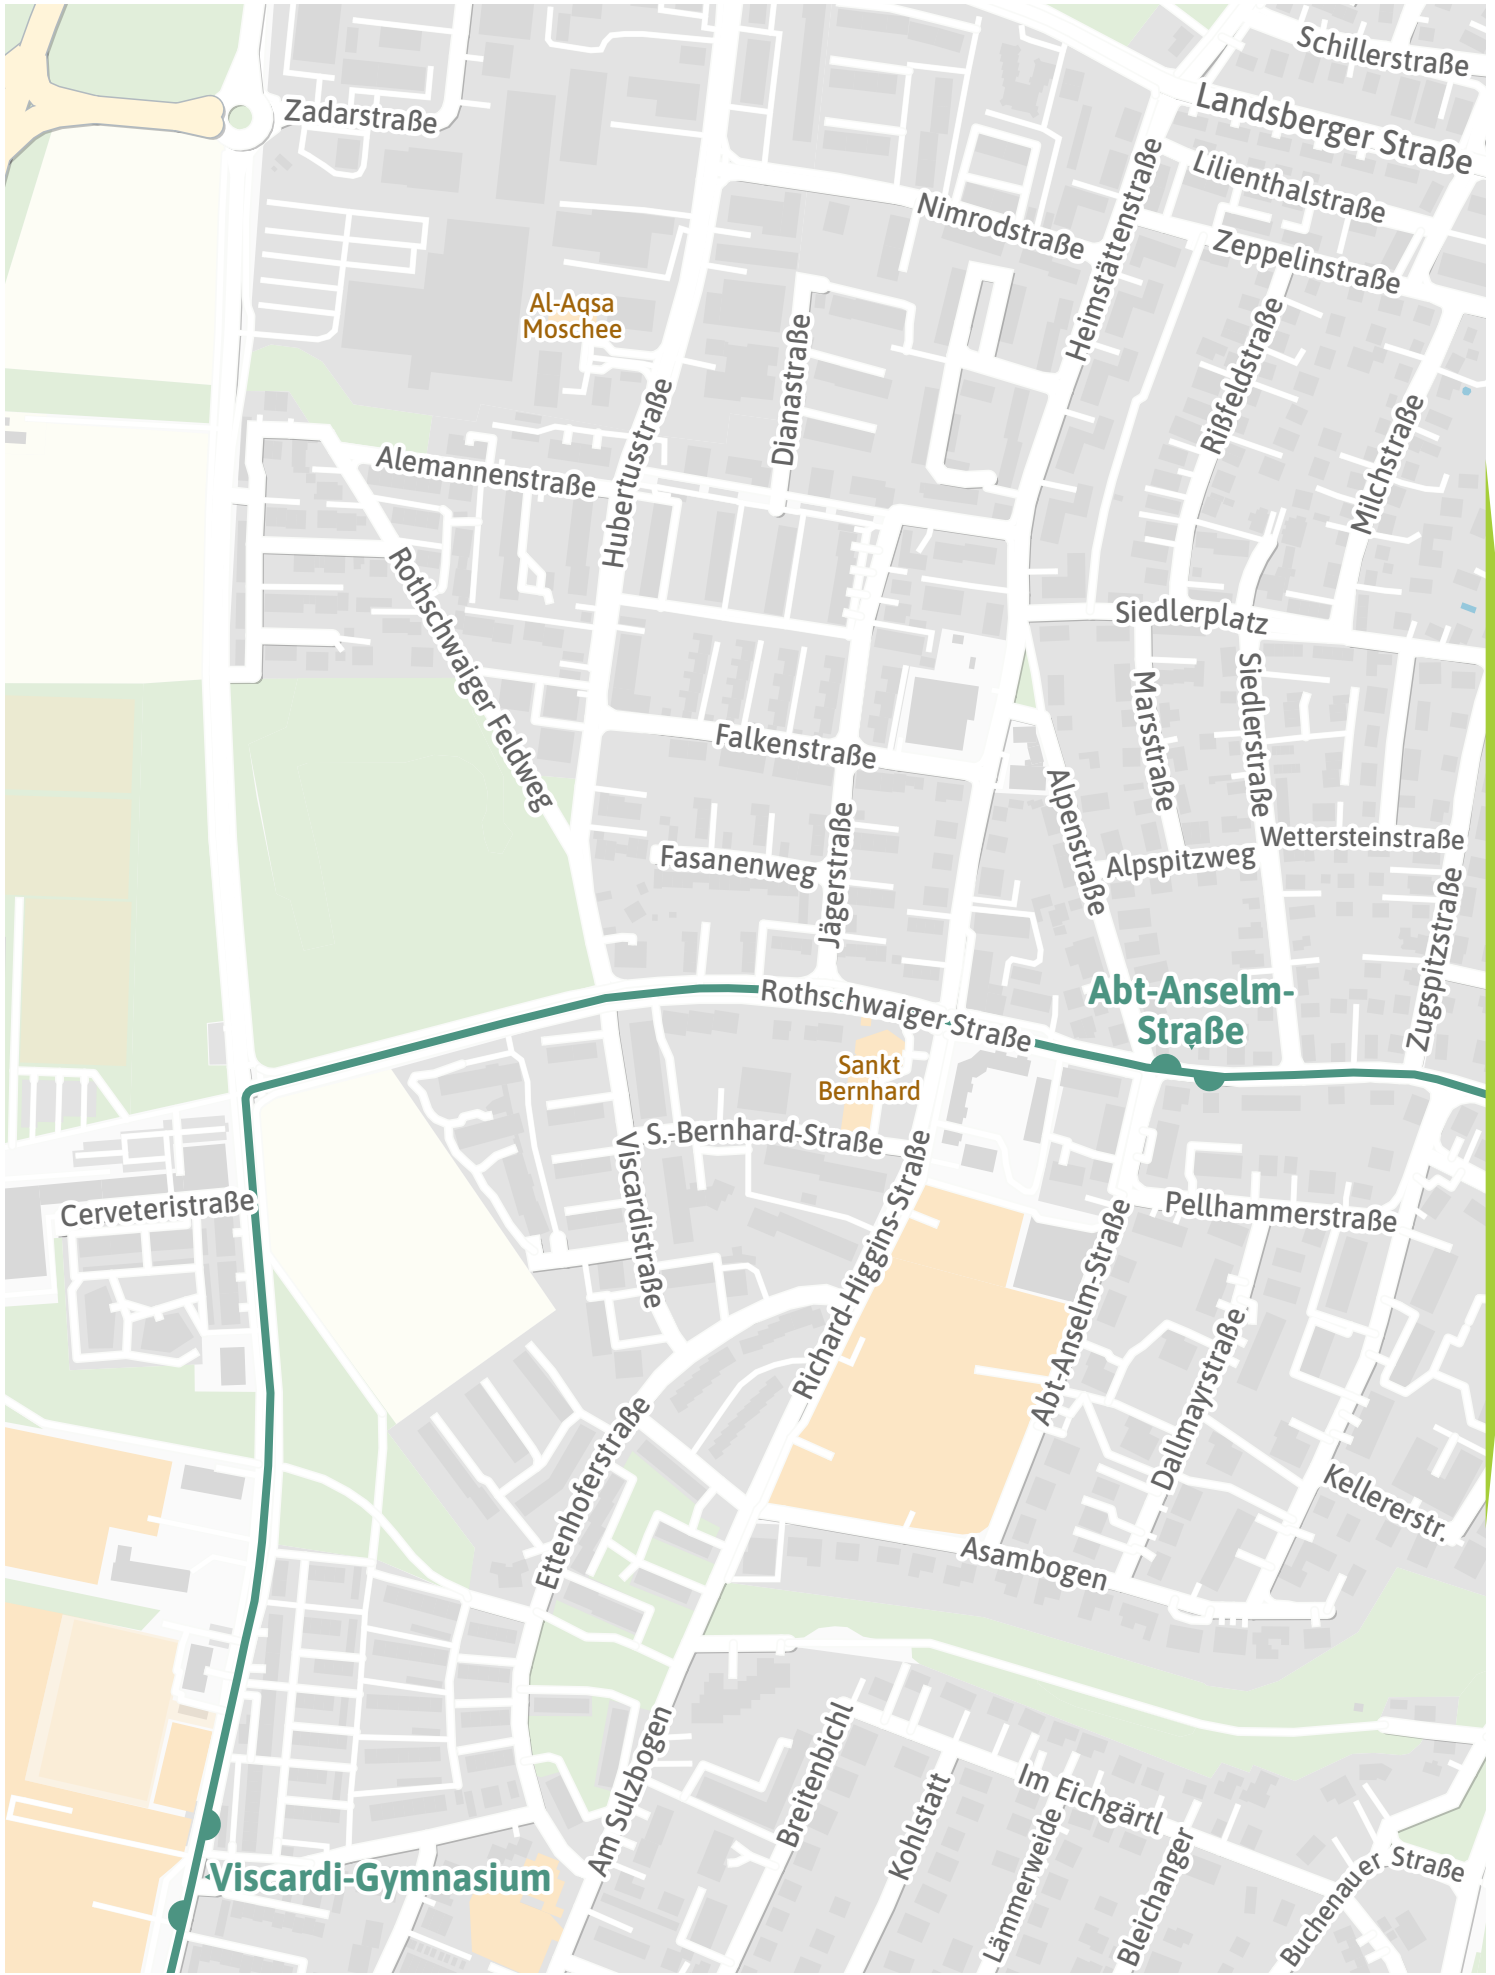 Schillerstraße
Landsberger Straße
Zadarstraße
Lilienthalstraße
Nimrodstraße
Heimstättenstraße
Zeppelinstraße
Al-Aqsa
Moschee
Dianastraße
Rißfeldstraße
Hubertusstraße
Milchstraße
Alemannenstraße
Rothschwaiger Feldweg
Siedlerplatz
Siedlerstraße
Marsstraße
Falkenstraße
Alpenstraße
Jägerstraße
Wettersteinstraße
Fasanenweg
Alpspitzweg
Zugspitzstraße
Abt-Anselm-
Straße
Rothschwaiger Straße
Sankt
Bernhard
S.-Bernhard-Straße
Viscardistraße
Richard-Higgins-Straße
Cerveteristraße
Pellhammerstraße
Abt-Anselm-Straße
Dallmayrstraße
Ettenhoferstraße
Kellererstr.
Asambogen
Am Sulzbogen
Breitenbichl
Im Eichgärtl
Kohlstatt
Lämmerweide
Bleichanger
Buchenauer Straße
Viscardi-Gymnasium